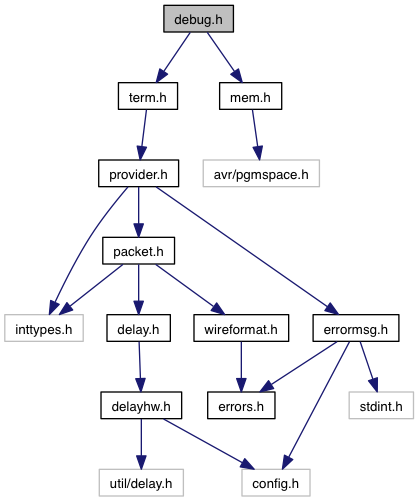 debug.h
term.h
mem.h
provider.h
avr/pgmspace.h
packet.h
inttypes.h
delay.h
wireformat.h
errormsg.h
delayhw.h
errors.h
stdint.h
util/delay.h
config.h